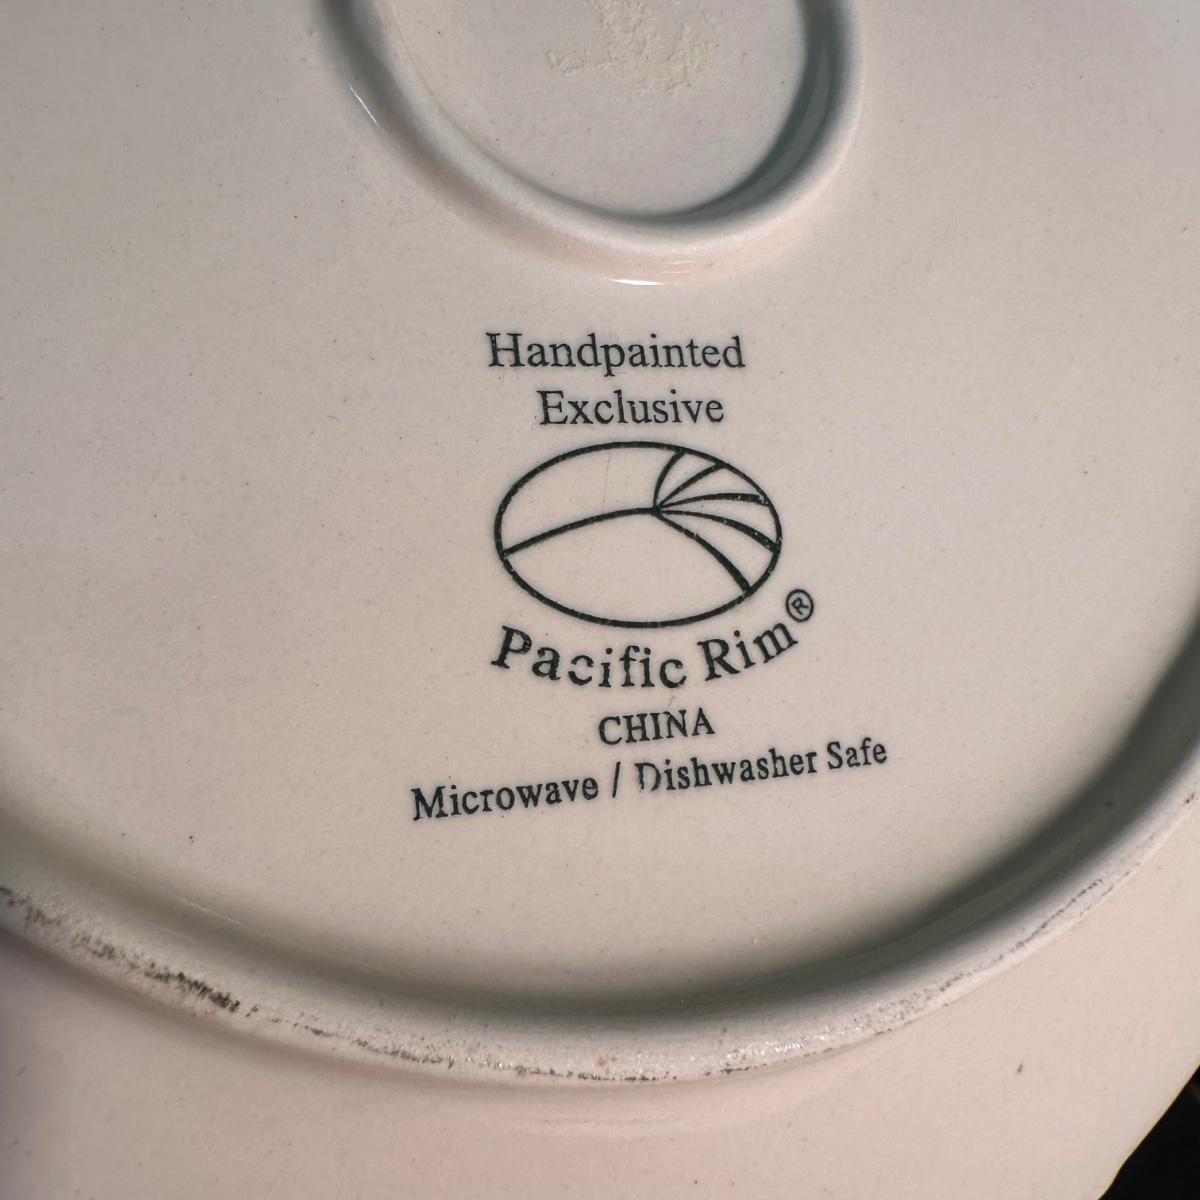 Handpainted
Exclusive
Pacific Rim®
CHINA
Microwave / Dishwasher Safe